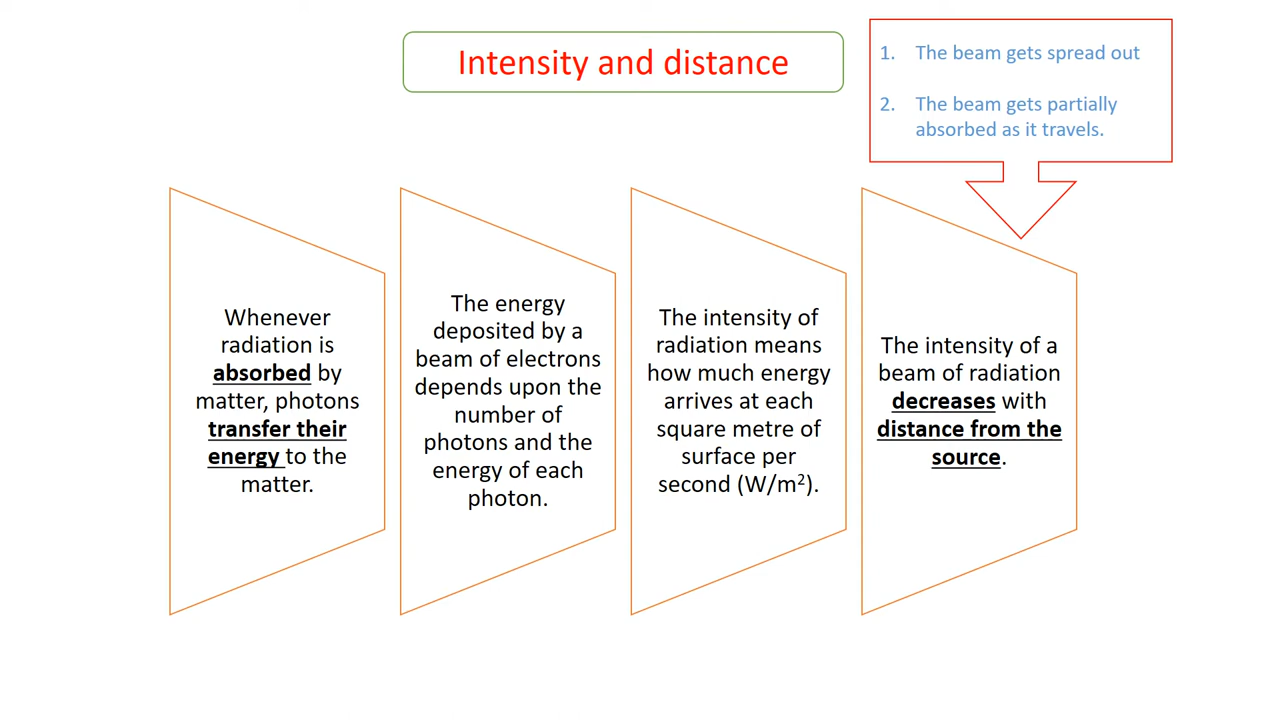 Intensity and distance
1. The beam gets spread out
2. The beam gets partially
absorbed as it travels.
Whenever
radiation is
absorbed by
matter, photons
transfer their
energy to the
matter.
The energy
deposited by a
beam of electrons
depends upon the
number of
photons and the
energy of each
photon.
The intensity of
radiation means
how much energy
arrives at each
square metre of
surface per
second (W/m²).
The intensity of a
beam of radiation
decreases with
distance from the
source.